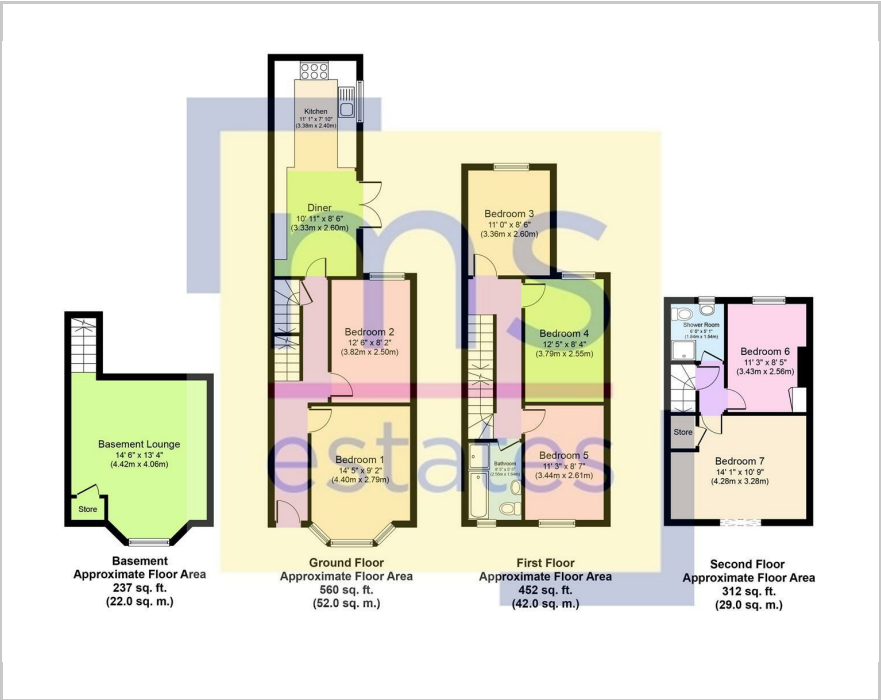 Kitchen
11' 1" x 7' 10"
(3.38m x 2.40m)
Diner
10' 11" x 8' 6"
(3.33m x 2.60m)
Bedroom 2
12' 6" x 8' 2"
(3.82m x 2.50m)
Bedroom 1
14' 5" x 9' 2"
(4.40m x 2.79m)
Bedroom 3
11' 0" x 8' 6"
(3.36m x 2.60m)
Bedroom 4
12' 5" x 8' 4"
(3.79m x 2.55m)
Bedroom 5
11' 3" x 8' 7"
(3.44m x 2.61m)
Bathroom
Shower Room
Bedroom 6
11' 3" x 8' 5"
(3.43m x 2.56m)
Store
Bedroom 7
14' 1" x 10' 9"
(4.28m x 3.28m)
Basement Lounge
14' 6" x 13' 4"
(4.42m x 4.06m)
Store
ms
estates
Basement
Approximate Floor Area
237 sq. ft.
(22.0 sq. m.)
Ground Floor
Approximate Floor Area
560 sq. ft.
(52.0 sq. m.)
First Floor
Approximate Floor Area
452 sq. ft.
(42.0 sq. m.)
Second Floor
Approximate Floor Area
312 sq. ft.
(29.0 sq. m.)